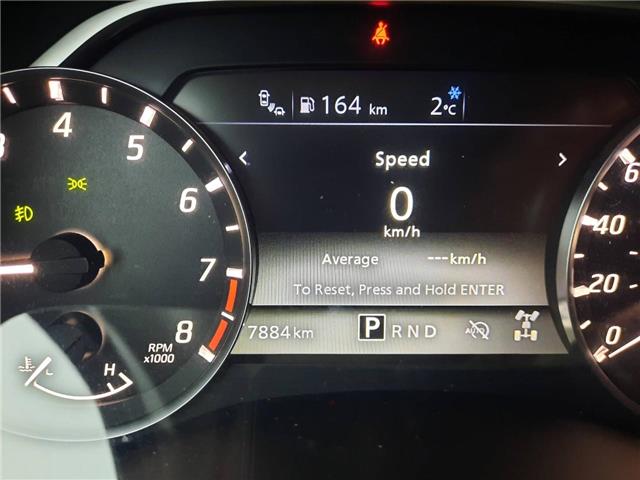 164 km 2°C
Speed
0
km/h
Average ---km/h
To Reset, Press and Hold ENTER
7884 km P R N D
4
5
6
7
8
RPM
x1000
L H
40
20
0